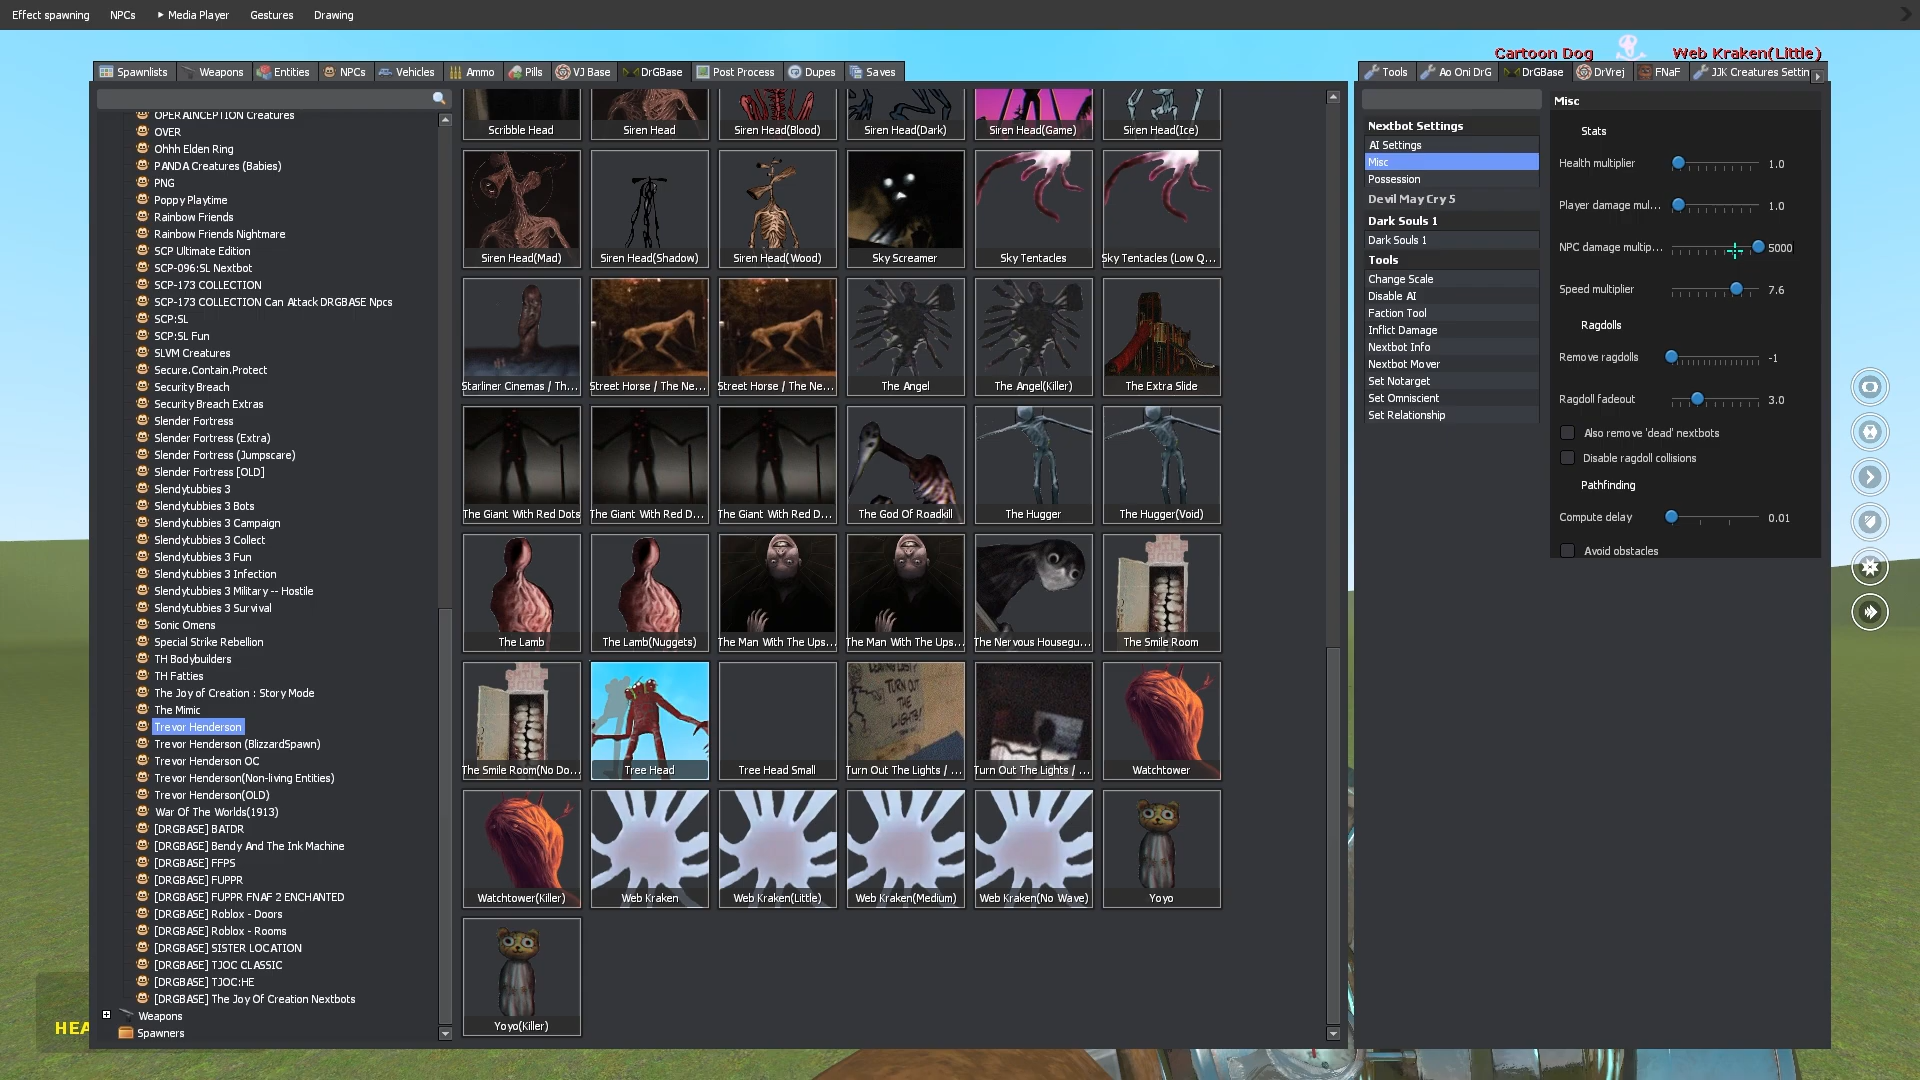 Effect spawning NPCs Media Player Gestures Drawing
Cartoon Dog Web Kraken(Little)
Spawnlists Weapons Entities NPCs Vehicles Ammo Pills VJ Base DrGBase Post Process Dupes Saves
Tools Ao Oni DrG DrGBase DrVrej FNaF JJK Creatures Settin
OPERAINCEPTION Creatures
OVER
Ohhh Elden Ring
PANDA Creatures (Babies)
PNG
Poppy Playtime
Rainbow Friends
Rainbow Friends Nightmare
SCP Ultimate Edition
SCP-096:SL Nextbot
SCP-173 COLLECTION
SCP-173 COLLECTION Can Attack DRGBASE Npcs
SCP:SL
SCP:SL Fun
SLVM Creatures
Secure.Contain.Protect
Security Breach
Security Breach Extras
Slender Fortress
Slender Fortress (Extra)
Slender Fortress (Jumpscare)
Slender Fortress [OLD]
Slendytubbies 3
Slendytubbies 3 Bots
Slendytubbies 3 Campaign
Slendytubbies 3 Collect
Slendytubbies 3 Fun
Slendytubbies 3 Infection
Slendytubbies 3 Military -- Hostile
Slendytubbies 3 Survival
Sonic Omens
Special Strike Rebellion
TH Bodybuilders
TH Fatties
The Joy of Creation : Story Mode
The Mimic
Trevor Henderson
Trevor Henderson (BlizzardSpawn)
Trevor Henderson OC
Trevor Henderson(Non-living Entities)
Trevor Henderson(OLD)
War Of The Worlds(1913)
[DRGBASE] BATDR
[DRGBASE] Bendy And The Ink Machine
[DRGBASE] FFPS
[DRGBASE] FUPPR
[DRGBASE] FUPPR FNAF 2 ENCHANTED
[DRGBASE] Roblox - Doors
[DRGBASE] Roblox - Rooms
[DRGBASE] SISTER LOCATION
[DRGBASE] TJOC CLASSIC
[DRGBASE] TJOC:HE
[DRGBASE] The Joy Of Creation Nextbots
Weapons
Spawners
HEA
Scribble Head Siren Head Siren Head(Blood) Siren Head(Dark) Siren Head(Game) Siren Head(Ice)
Siren Head(Mad) Siren Head(Shadow) Siren Head(Wood) Sky Screamer Sky Tentacles Sky Tentacles (Low Q...
Starliner Cinemas / Th... Street Horse / The Ne... Street Horse / The Ne... The Angel The Angel(Killer) The Extra Slide
The Giant With Red Dots The Giant With Red D... The Giant With Red D... The God Of Roadkill The Hugger The Hugger(Void)
The Lamb The Lamb(Nuggets) The Man With The Ups... The Man With The Ups... The Nervous Housegu... The Smile Room
LEAVING LAST?
TURN OUT
THE
LIGHTS!
The Smile Room(No Do... Tree Head Tree Head Small Turn Out The Lights / ... Turn Out The Lights / ... Watchtower
Watchtower(Killer) Web Kraken Web Kraken(Little) Web Kraken(Medium) Web Kraken(No Wave) Yoyo
Yoyo(Killer)
Nextbot Settings
AI Settings
Misc
Possession
Devil May Cry 5
Dark Souls 1
Dark Souls 1
Tools
Change Scale
Disable AI
Faction Tool
Inflict Damage
Nextbot Info
Nextbot Mover
Set Notarget
Set Omniscient
Set Relationship
Misc
Stats
Health multiplier 1.0
Player damage mul... 1.0
NPC damage multip... 5000
Speed multiplier 7.6
Ragdolls
Remove ragdolls -1
Ragdoll fadeout 3.0
Also remove 'dead' nextbots
Disable ragdoll collisions
Pathfinding
Compute delay 0.01
Avoid obstacles